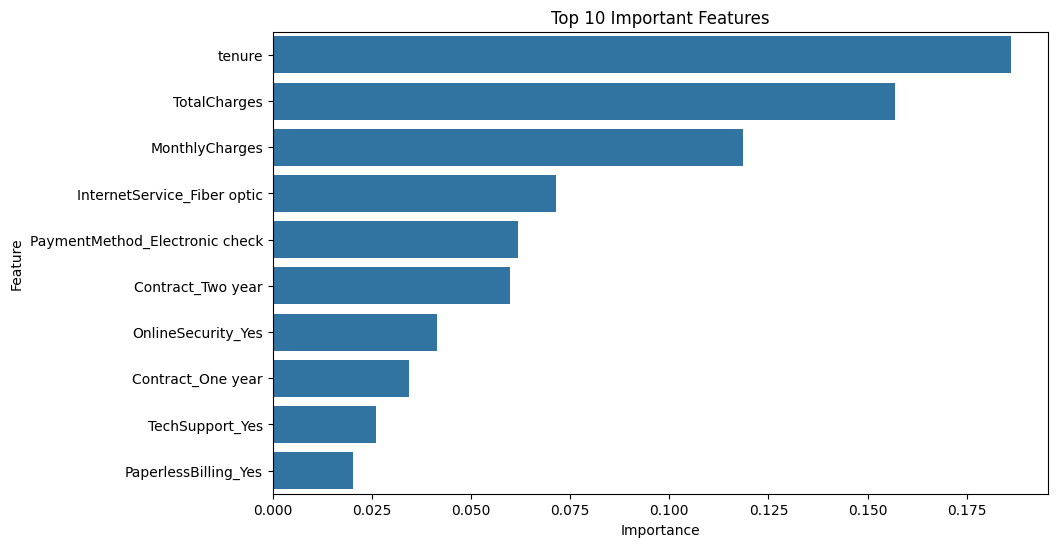 Top 10 Important Features
Feature
tenure
TotalCharges
MonthlyCharges
InternetService_Fiber optic
PaymentMethod_Electronic check
Contract_Two year
OnlineSecurity_Yes
Contract_One year
TechSupport_Yes
PaperlessBilling_Yes
0.000 0.025 0.050 0.075 0.100 0.125 0.150 0.175
Importance